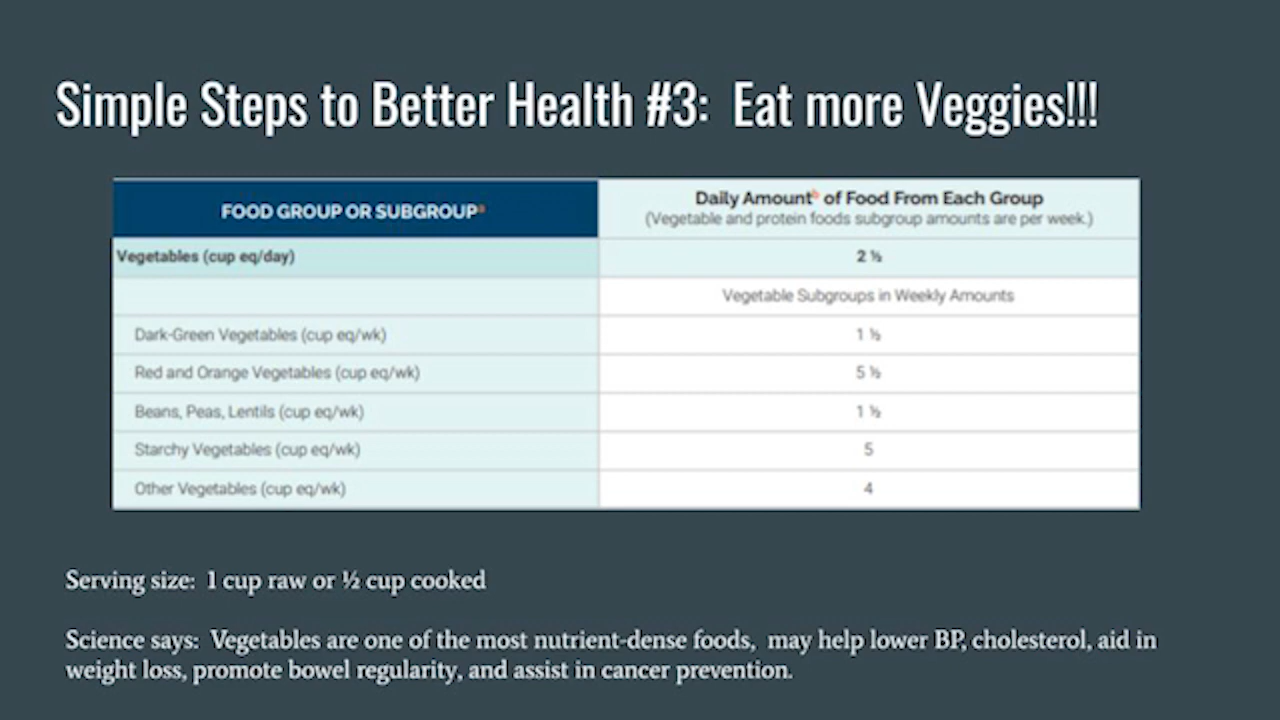 Simple Steps to Better Health #3:  Eat more Veggies!!!
FOOD GROUP OR SUBGROUPᵃ
Daily Amountᵇ of Food From Each Group
(Vegetable and protein foods subgroup amounts are per week.)
Vegetables (cup eq/day)
2 ½
Vegetable Subgroups in Weekly Amounts
Dark-Green Vegetables (cup eq/wk)
1 ½
Red and Orange Vegetables (cup eq/wk)
5 ½
Beans, Peas, Lentils (cup eq/wk)
1 ½
Starchy Vegetables (cup eq/wk)
5
Other Vegetables (cup eq/wk)
4
Serving size:  1 cup raw or ½ cup cooked
Science says:  Vegetables are one of the most nutrient-dense foods,  may help lower BP, cholesterol, aid in
weight loss, promote bowel regularity, and assist in cancer prevention.